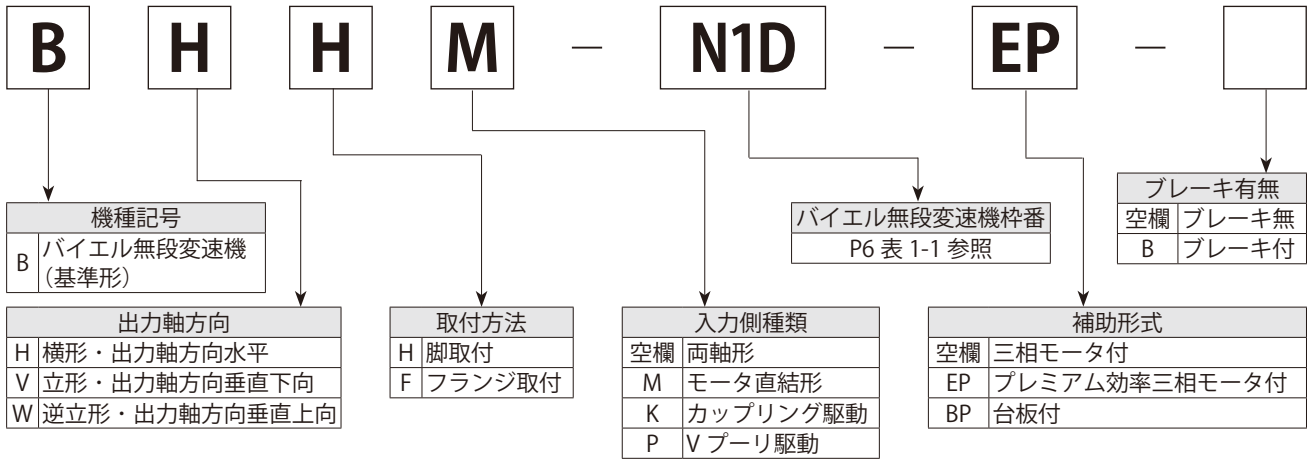 B H H M － N1D － EP －
機種記号
B バイエル無段変速機
（基準形）
出力軸方向
H 横形・出力軸方向水平
V 立形・出力軸方向垂直下向
W 逆立形・出力軸方向垂直上向
取付方法
H 脚取付
F フランジ取付
入力側種類
空欄 両軸形
M モータ直結形
K カップリング駆動
P V プーリ駆動
バイエル無段変速機枠番
P6 表 1-1 参照
補助形式
空欄 三相モータ付
EP プレミアム効率三相モータ付
BP 台板付
ブレーキ有無
空欄 ブレーキ無
B ブレーキ付